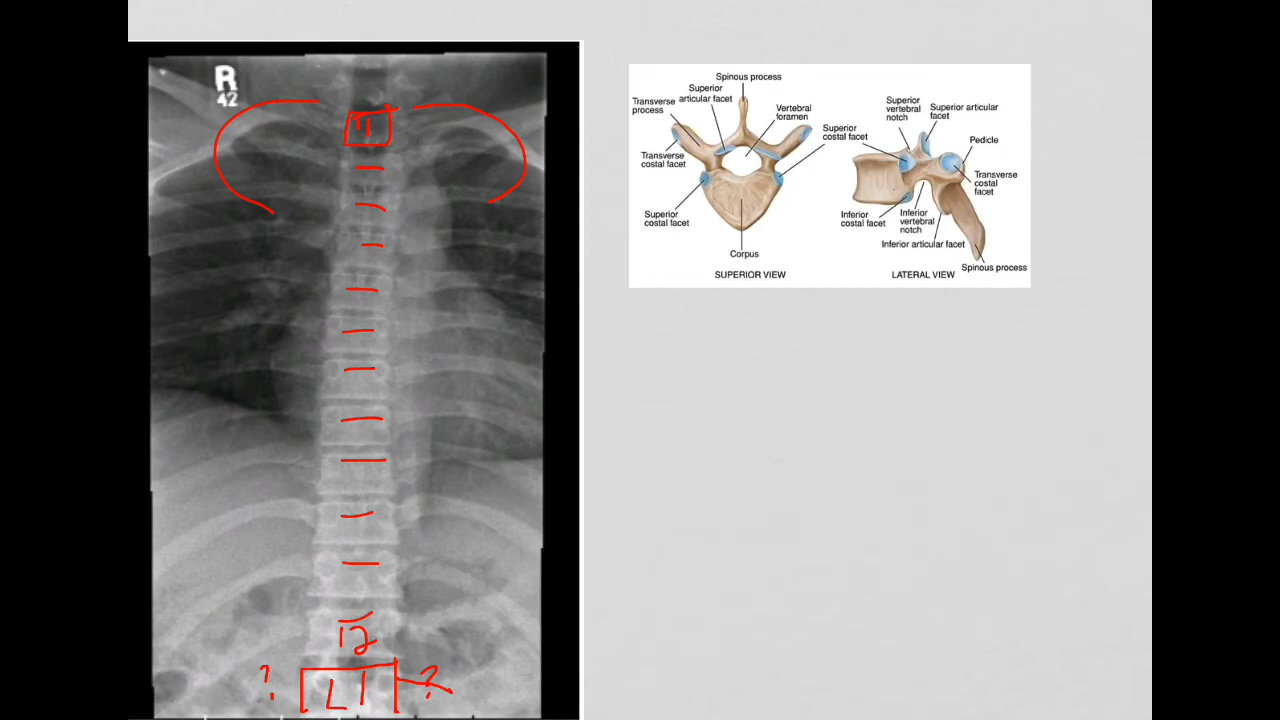 R
42
T1
12
? L1 ?
Spinous process
Superior
articular facet
Transverse
process
Vertebral
foramen
Transverse
costal facet
Superior
costal facet
Superior
costal facet
Corpus
SUPERIOR VIEW
Superior
vertebral
notch
Superior articular
facet
Pedicle
Transverse
costal
facet
Inferior
costal facet
Inferior
vertebral
notch
Inferior articular facet
Spinous process
LATERAL VIEW